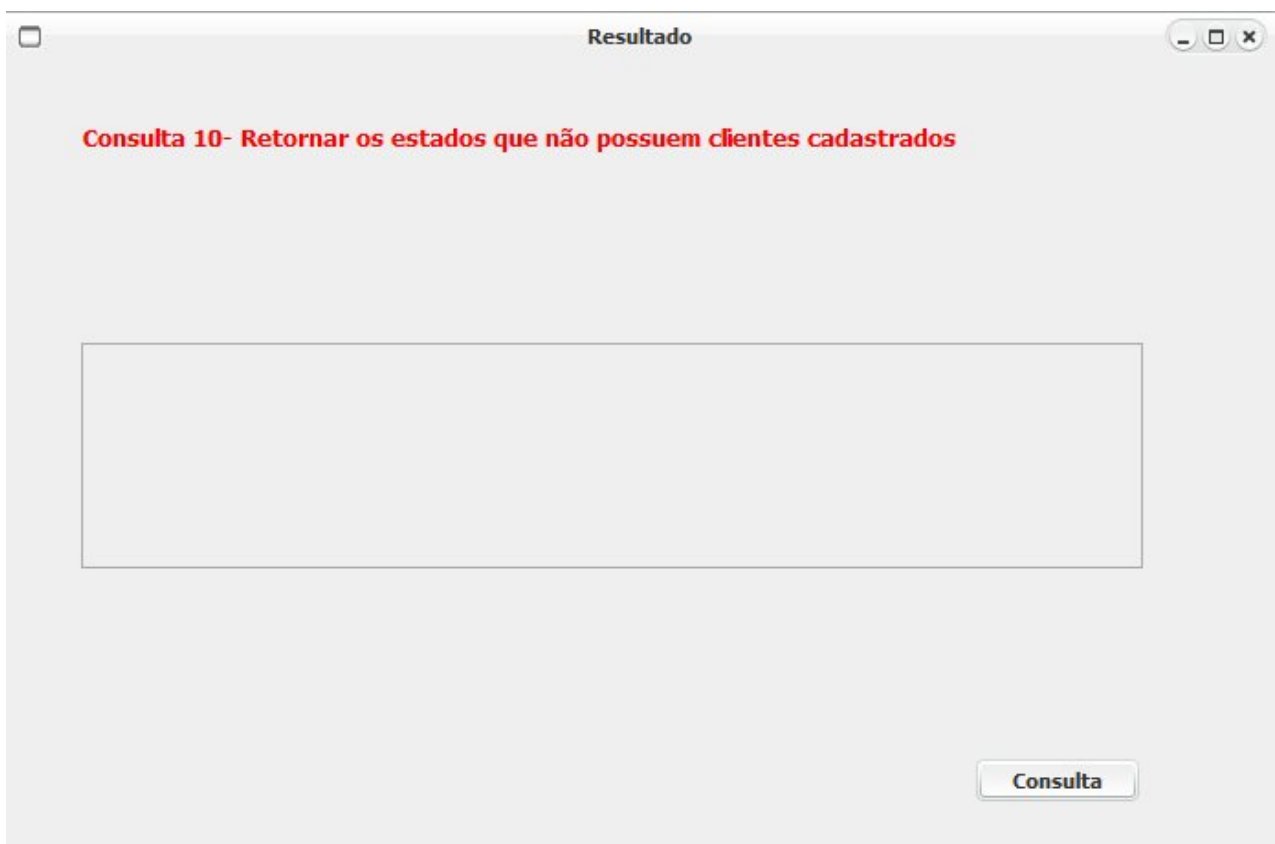 Resultado
Consulta 10- Retornar os estados que não possuem clientes cadastrados
Consulta